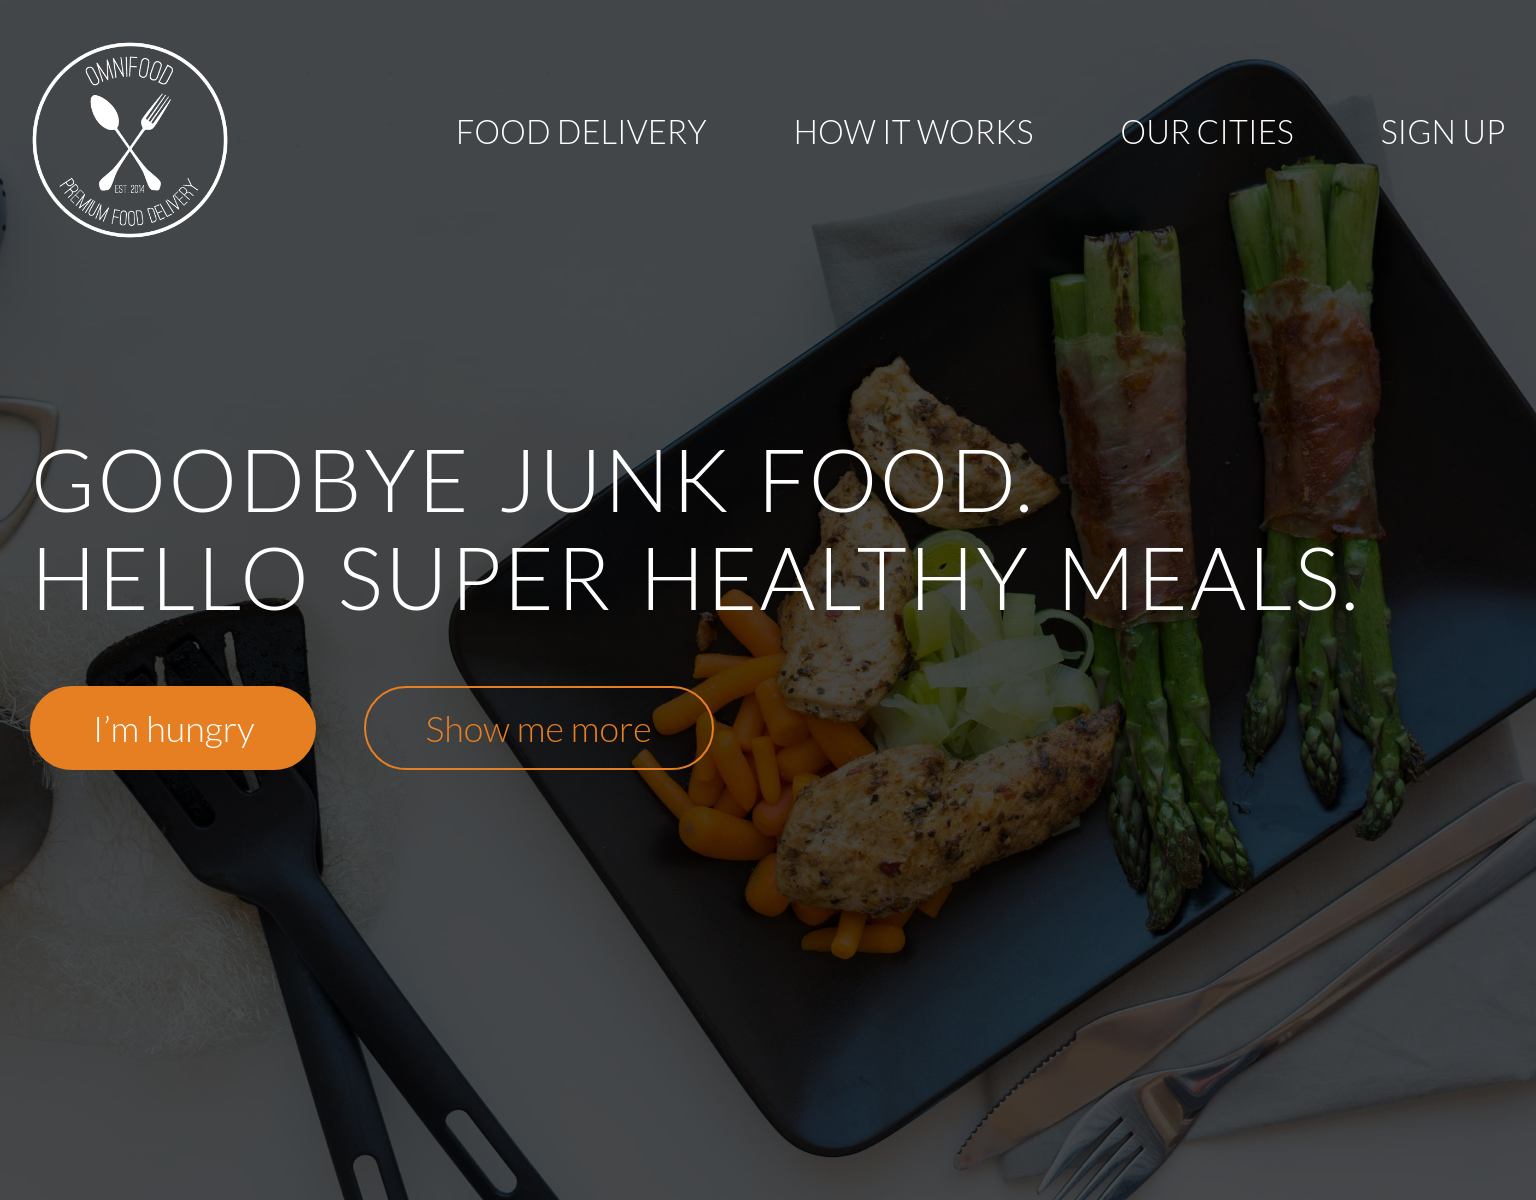 OMNIFOOD
EST. 2014
PREMIUM FOOD DELIVERY
FOOD DELIVERY
HOW IT WORKS
OUR CITIES
SIGN UP
GOODBYE JUNK FOOD.
HELLO SUPER HEALTHY MEALS.
I’m hungry
Show me more